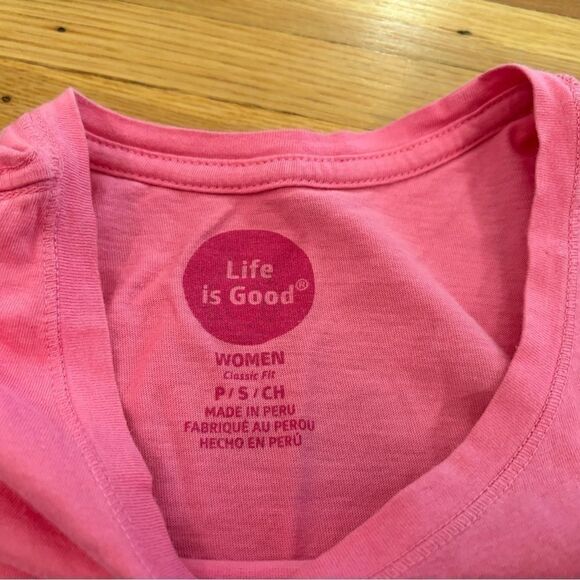 Life
is Good®
WOMEN
Classic Fit
P/S/CH
MADE IN PERU
FABRIQUÉ AU PEROU
HECHO EN PERÚ